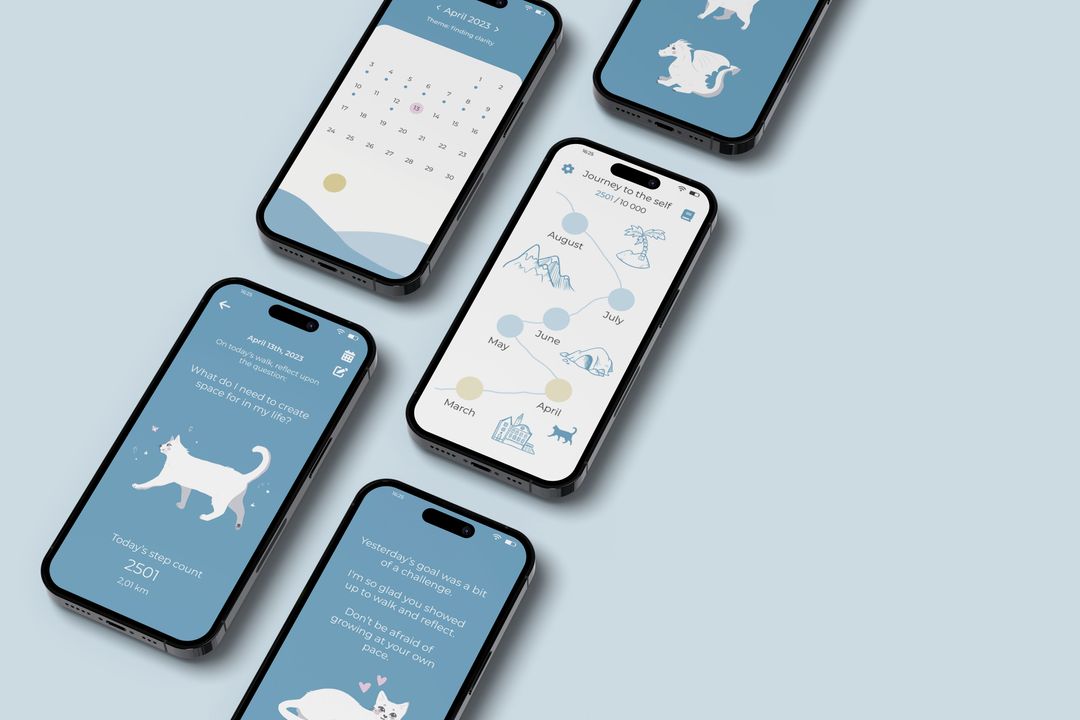 ‹ April 2023 ›
Theme: finding clarity
1 2
3 4 5 6 7 8 9
10 11 12 13 14 15 16
17 18 19 20 21 22 23
24 25 26 27 28 29 30
16:25
Journey to the self
2501 / 10 000
August
July
June
May
April
March
16:25
April 13th, 2023
On today's walk, reflect upon
the question:
What do I need to create
space for in my life?
Today's step count
2501
2,01 km
16:25
Yesterday's goal was a bit
of a challenge.
I'm so glad you showed
up to walk and reflect.
Don't be afraid of
growing at your own
pace.